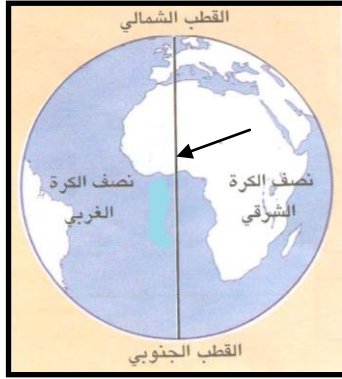 القطب الشمالي
نصف الكرة
الغربي
نصف الكرة
الشرقي
القطب الجنوبي